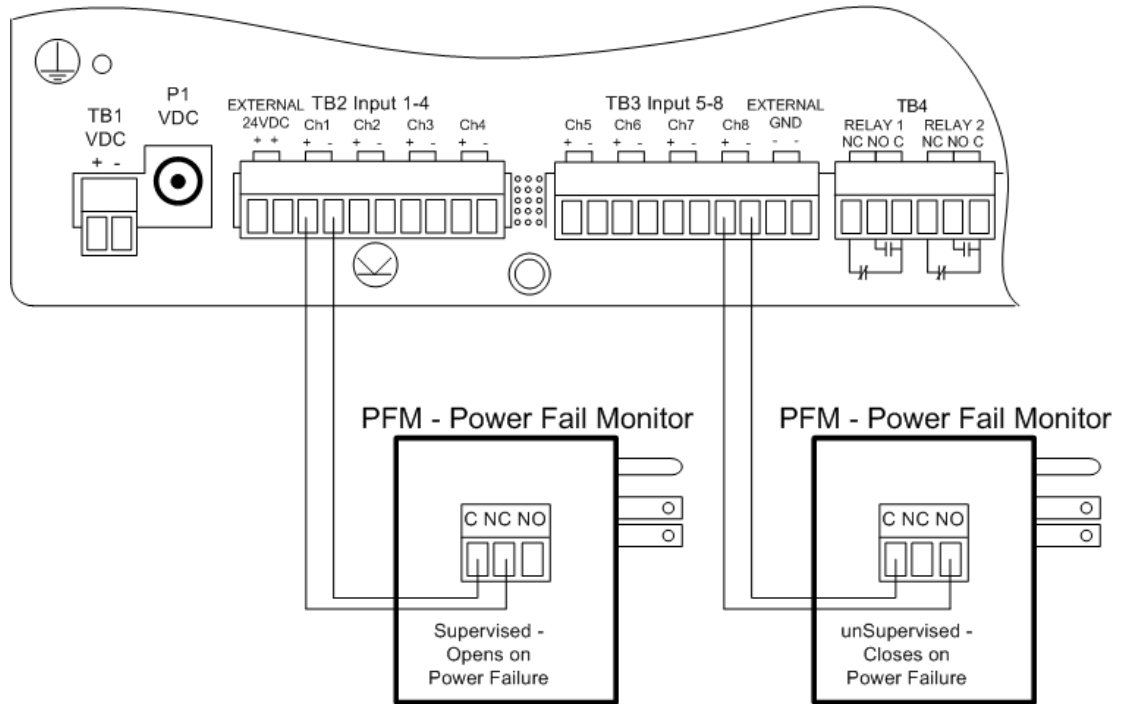 TB1
VDC
+ -
P1
VDC
EXTERNAL
24VDC
+ +
TB2 Input 1-4
Ch1 Ch2 Ch3 Ch4
+ - + - + - + -
TB3 Input 5-8
Ch5 Ch6 Ch7 Ch8
+ - + - + - + -
EXTERNAL
GND
- -
TB4
RELAY 1 RELAY 2
NC NO C NC NO C
PFM - Power Fail Monitor
C NC NO
Supervised -
Opens on
Power Failure
PFM - Power Fail Monitor
C NC NO
unSupervised -
Closes on
Power Failure